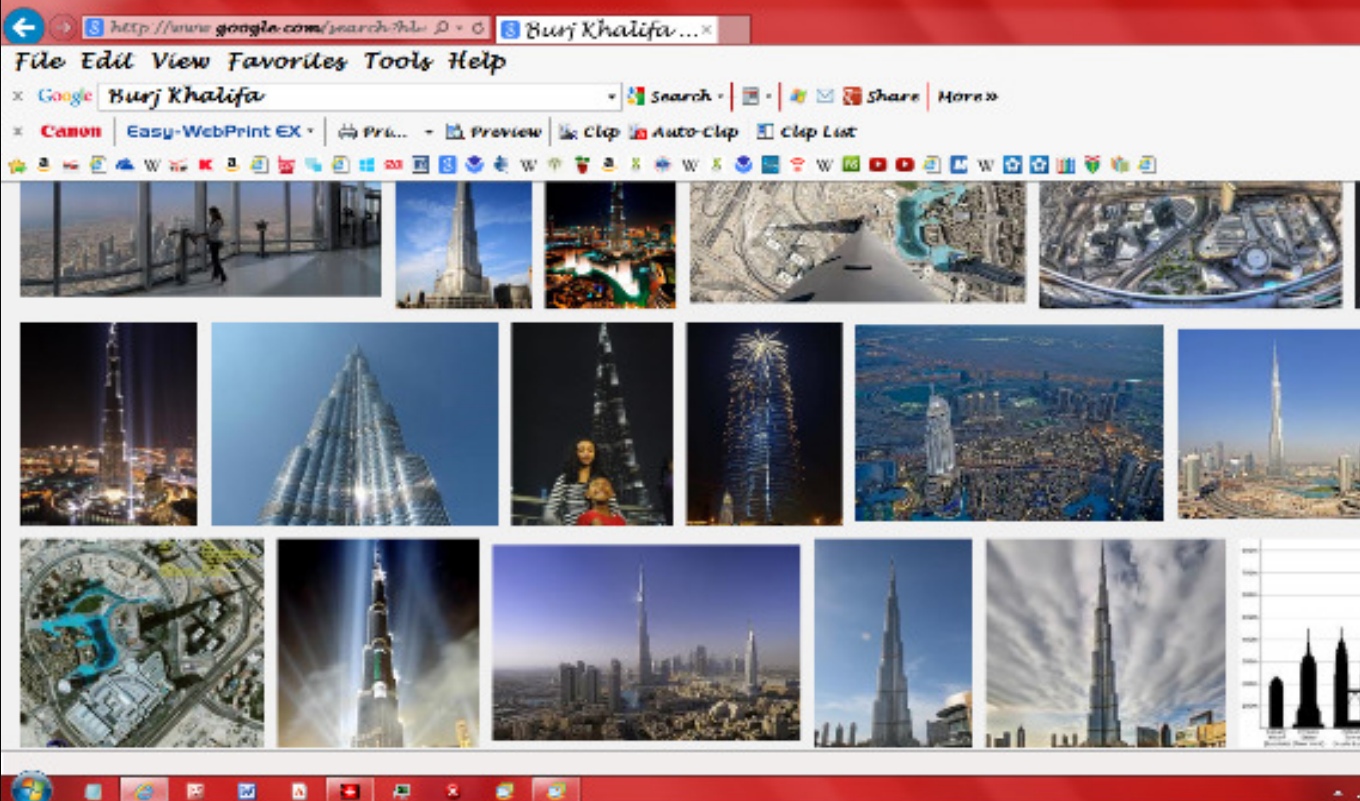 http://www.google.com/search?hl=
Burj Khalifa ...
File Edit View Favorites Tools Help
Google Burj Khalifa Search Share More »
Canon Easy-WebPrint EX Pri... Preview Clip Auto Clip Clip List